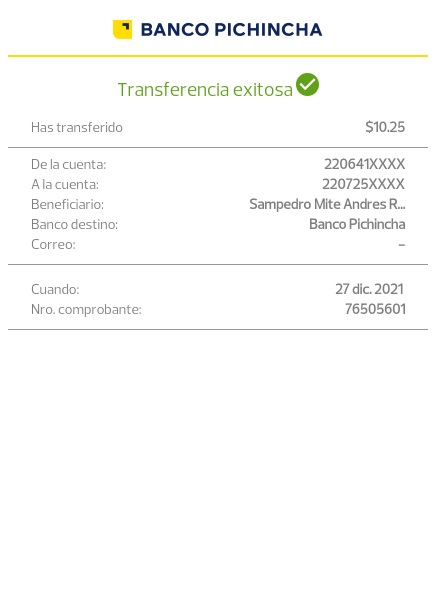 BANCO PICHINCHA
Transferencia exitosa
Has transferido $10.25
De la cuenta: 220641XXXX
A la cuenta: 220725XXXX
Beneficiario: Sampedro Mite Andres R...
Banco destino: Banco Pichincha
Correo: -
Cuando: 27 dic. 2021
Nro. comprobante: 76505601